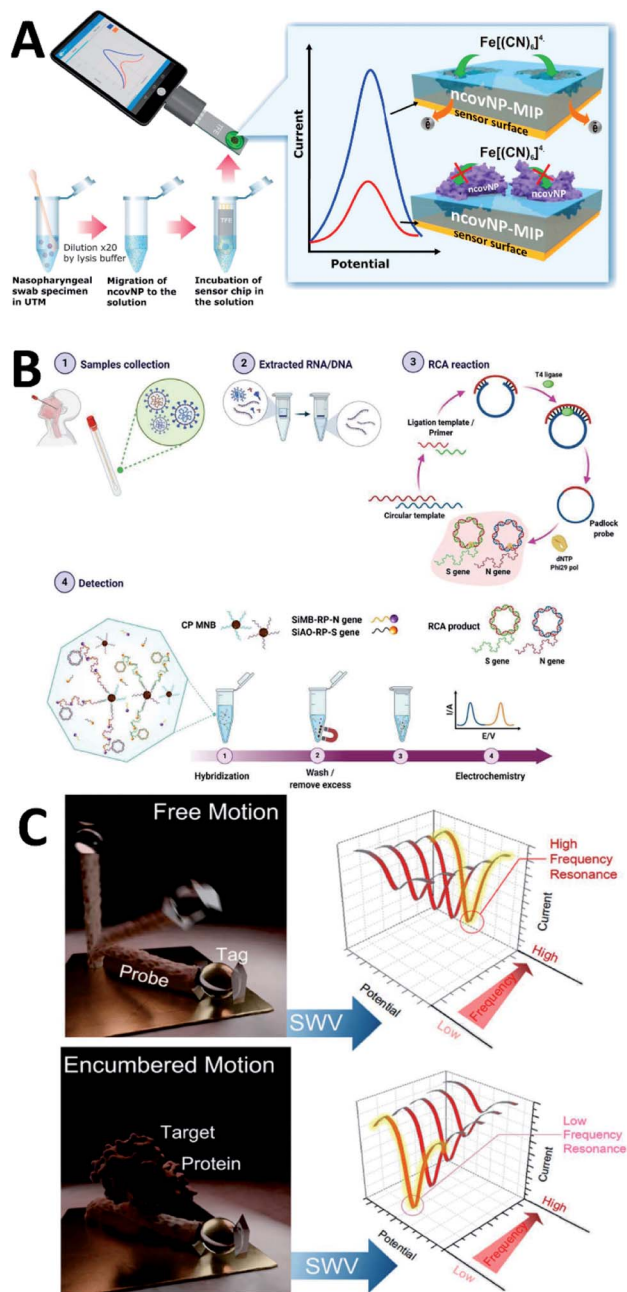 A
Fe[(CN)₆]⁴⁻
ncovNP-MIP
sensor surface
ē
ē
Fe[(CN)₆]⁴⁻
ncovNP
ncovNP
ncovNP-MIP
sensor surface
Current
Potential
TFE
Dilution x20
by lysis buffer
Nasopharyngeal
swab specimen
in UTM
Migration of
ncovNP to the
solution
Incubation of
sensor chip in
the solution
B
1 Samples collection
2 Extracted RNA/DNA
3 RCA reaction
T4 ligase
Ligation template /
Primer
Circular template
Padlock
probe
dNTP
Phi29 pol
S gene
N gene
4 Detection
CP MNB
SiMB-RP-N gene
SiAO-RP-S gene
RCA product
S gene
N gene
I/A
E/V
1
2
3
4
Hybridization
Wash /
remove excess
Electrochemistry
C
Free Motion
Probe
Tag
SWV
High
Frequency
Resonance
Current
Potential
Low
Frequency
High
Encumbered Motion
Target
Protein
SWV
Low
Frequency
Resonance
Current
Potential
Low
Frequency
High